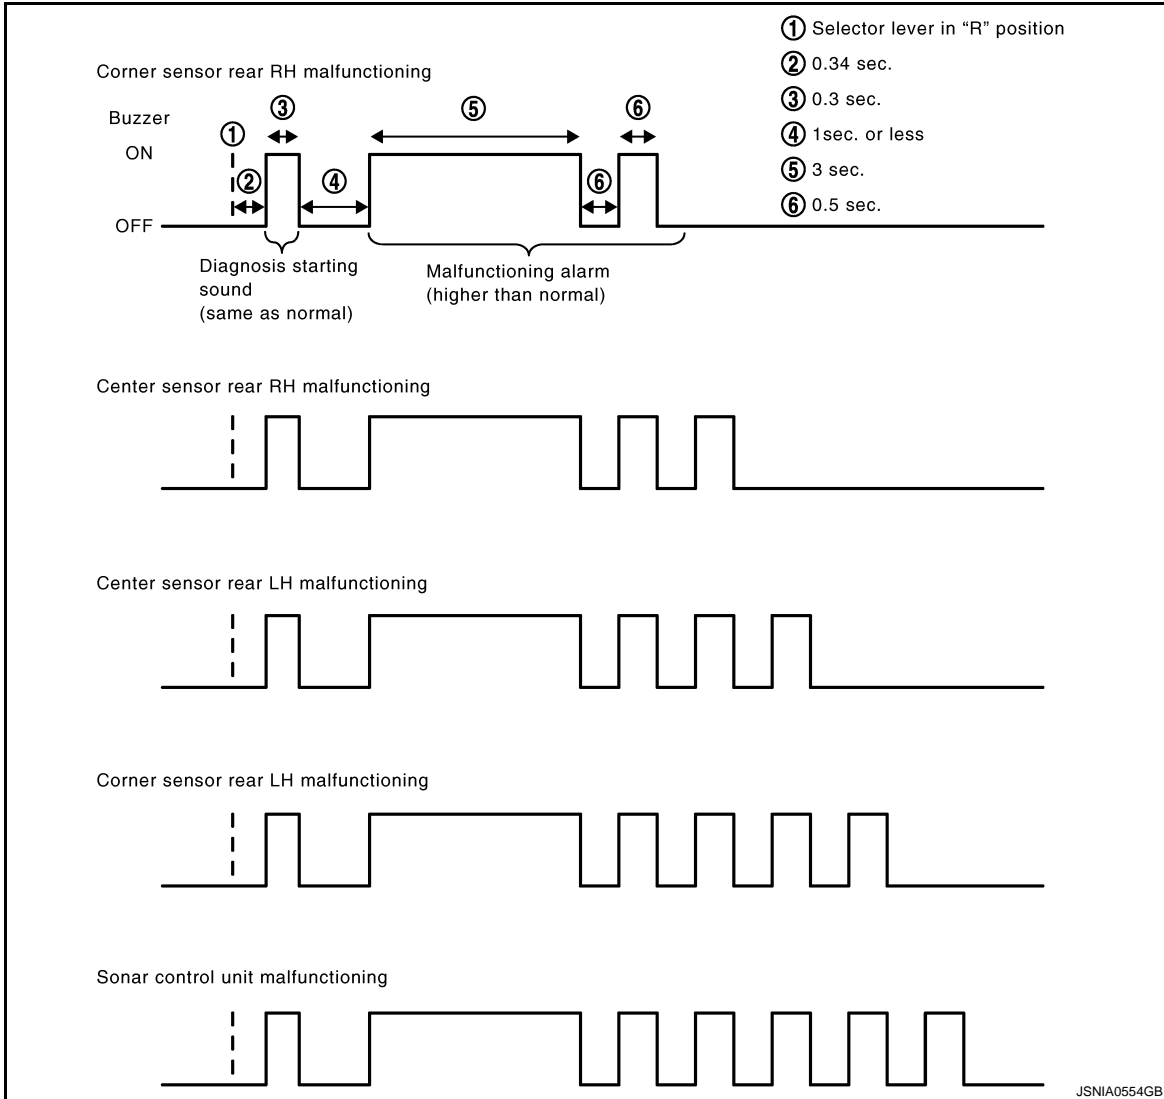 ① Selector lever in “R” position
② 0.34 sec.
③ 0.3 sec.
④ 1sec. or less
⑤ 3 sec.
⑥ 0.5 sec.
Corner sensor rear RH malfunctioning
Buzzer
ON
OFF
①
②
③
④
⑤
⑥
⑥
Diagnosis starting
sound
(same as normal)
Malfunctioning alarm
(higher than normal)
Center sensor rear RH malfunctioning
Center sensor rear LH malfunctioning
Corner sensor rear LH malfunctioning
Sonar control unit malfunctioning
JSNIA0554GB